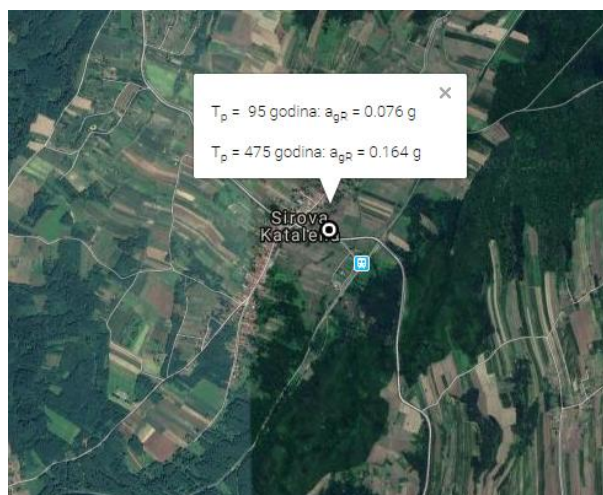 ×
Tp = 95 godina: agR = 0.076 g
Tp = 475 godina: agR = 0.164 g
Sirova
Katalena